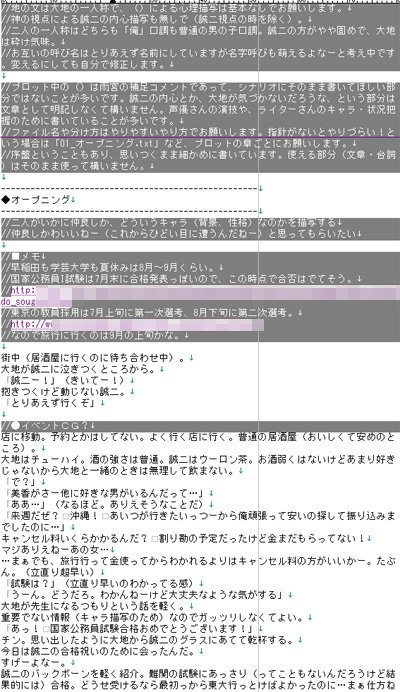 //地の文は大地の一人称で、()による心理描写は基本なしでお願いします。↓
//神の視点による誠二の内心描写も無しで(誠二視点の時を除く)。↓
//二人の一人称はどちらも「俺」口調も普通の男の子口調。誠二の方がやや固めで、大地は砕け気味。↓
//お互いの呼び名はとりあえず名前にしていますが名字呼びも萌えるよなーと考え中です。変えるにしても自分で修正します。↓
↓
//プロット中の()は雨宮の補足コメントであって、シナリオにそのまま書いてほしい部分ではないことが多いです。誠二の内心とか、大地が気づかないだろうな、という部分は文章として明記しなくて構いません。声優さんの演技や、ライターさんのキャラ・状況把握のために書いていることが多いです。↓
//ファイル名や分け方はやりやすいやり方でお願いします。指針がないとやりづらい!という場合は「01_オープニング.txt」など、プロットの章ごとにお願いします。↓
//序盤ということもあり、思いつくまま細かめに書いています。使える部分(文章・台詞)はそのまま使って構いません。↓
↓
◆オープニング↓
//二人がいかに仲良しか、どういうキャラ(背景、性格)なのかを描写する↓
//仲良しかわいいねー(これからひどい目に遭うんだねー)と思ってもらいたい↓
↓
//■メモ↓
//早稲田も学芸大学も夏休みは8月〜9月くらい。↓
//国家公務員Ⅰ試験は7月末に合格発表っぽいので、この時点で合否はでてそう。↓
//http:
do_soug
//東京の教員採用は7月上旬に第一次選考、8月下旬に第二次選考。↓
//http://w
//なので旅行に行くのは9月の上旬かな。↓
↓
街中(居酒屋に行くのに待ち合わせ中)。↓
大地が誠二に泣きつくところから。↓
「誠二ー!」(きいてー!)↓
抱きつくけど動じない誠二。↓
「とりあえず行くぞ」↓
↓
//●イベントCG?↓
店に移動。予約とかはしてない。よく行く店に行く。普通の居酒屋(おいしくて安めのところ)。↓
大地はチューハイ。酒の強さは普通。誠二はウーロン茶。お酒弱くはないけどあまり好きじゃないから大地と一緒のときは無理して飲まない。↓
「で?」↓
「美香がさー他に好きな男がいるんだって…」↓
「ああ…」(なるほど。ありえそうなことだ)↓
「来週だぜ?□沖縄!□あいつが行きたいっつーから俺頑張って安いの探して振り込みまでしたのに…」↓
キャンセル料いくらかかるんだ?□割り勘の予定だったけど金まだもらってない!↓
マジありえねーあの女…↓
…まぁでも、旅行行って金使ってからわかれるよりはキャンセル料の方がいいかー。たぶん。(立直り超早い)↓
「試験は?」(立直り早いのわかってる感)↓
「うーん。どうだろ。わかんねーけど大丈夫なような気がする」↓
大地が先生になるつもりという話を軽く。↓
重要でない情報(キャラ描写のため)なのでガッツリしなくてよい。↓
「あっ!□国家公務員試験合格おめでとうございます!」↓
チン。思い出したように大地から誠二のグラスにあてて乾杯する。↓
今日は誠二の合格祝いのために会ったんだ。↓
すげーよなー。↓
誠二のバックボーンを軽く紹介。難関の試験にあっさり(ってこともないんだろうけど結果的には)合格。どうせ受けるなら最初っから東大行っとけばよかったのに…まぁ仕方ね